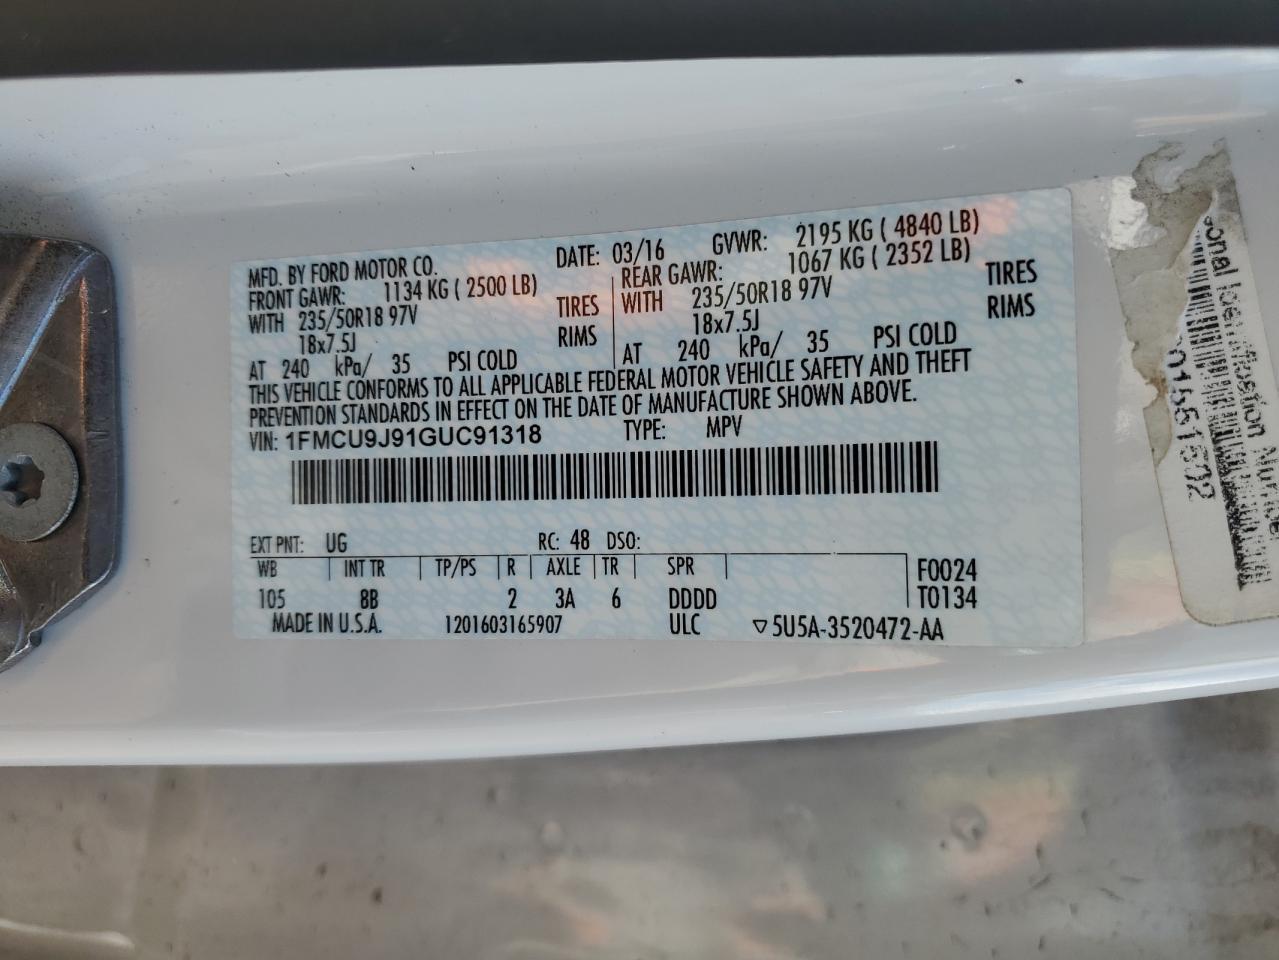 MFD. BY FORD MOTOR CO. DATE: 03/16 GVWR: 2195 KG ( 4840 LB)
FRONT GAWR: 1134 KG ( 2500 LB) REAR GAWR: 1067 KG ( 2352 LB)
WITH 235/50R18 97V TIRES WITH 235/50R18 97V TIRES
18x7.5J RIMS 18x7.5J RIMS
AT 240 kPa/ 35 PSI COLD AT 240 kPa/ 35 PSI COLD
THIS VEHICLE CONFORMS TO ALL APPLICABLE FEDERAL MOTOR VEHICLE SAFETY AND THEFT
PREVENTION STANDARDS IN EFFECT ON THE DATE OF MANUFACTURE SHOWN ABOVE.
VIN: 1FMCU9J91GUC91318 TYPE: MPV
EXT PNT: UG RC: 48 DSO:
WB INT TR TP/PS R AXLE TR SPR F0024
105 8B 2 3A 6 DDDD T0134
MADE IN U.S.A. 1201603165907 ULC ▽5U5A-3520472-AA